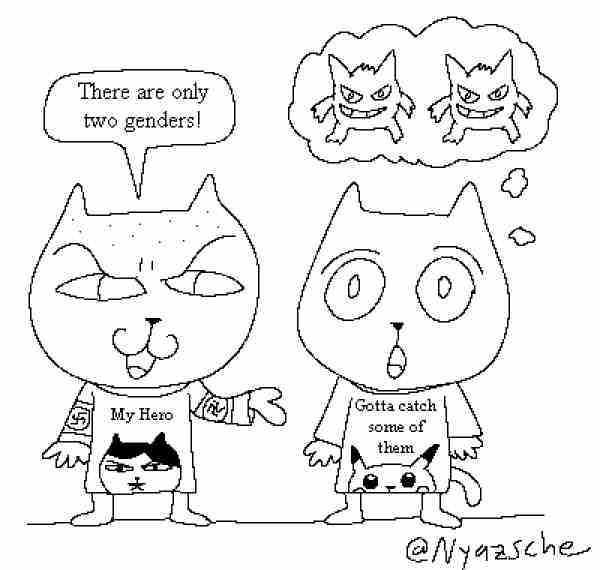 There are only
two genders!
My Hero
Gotta catch
some of
them
@Nyazsche